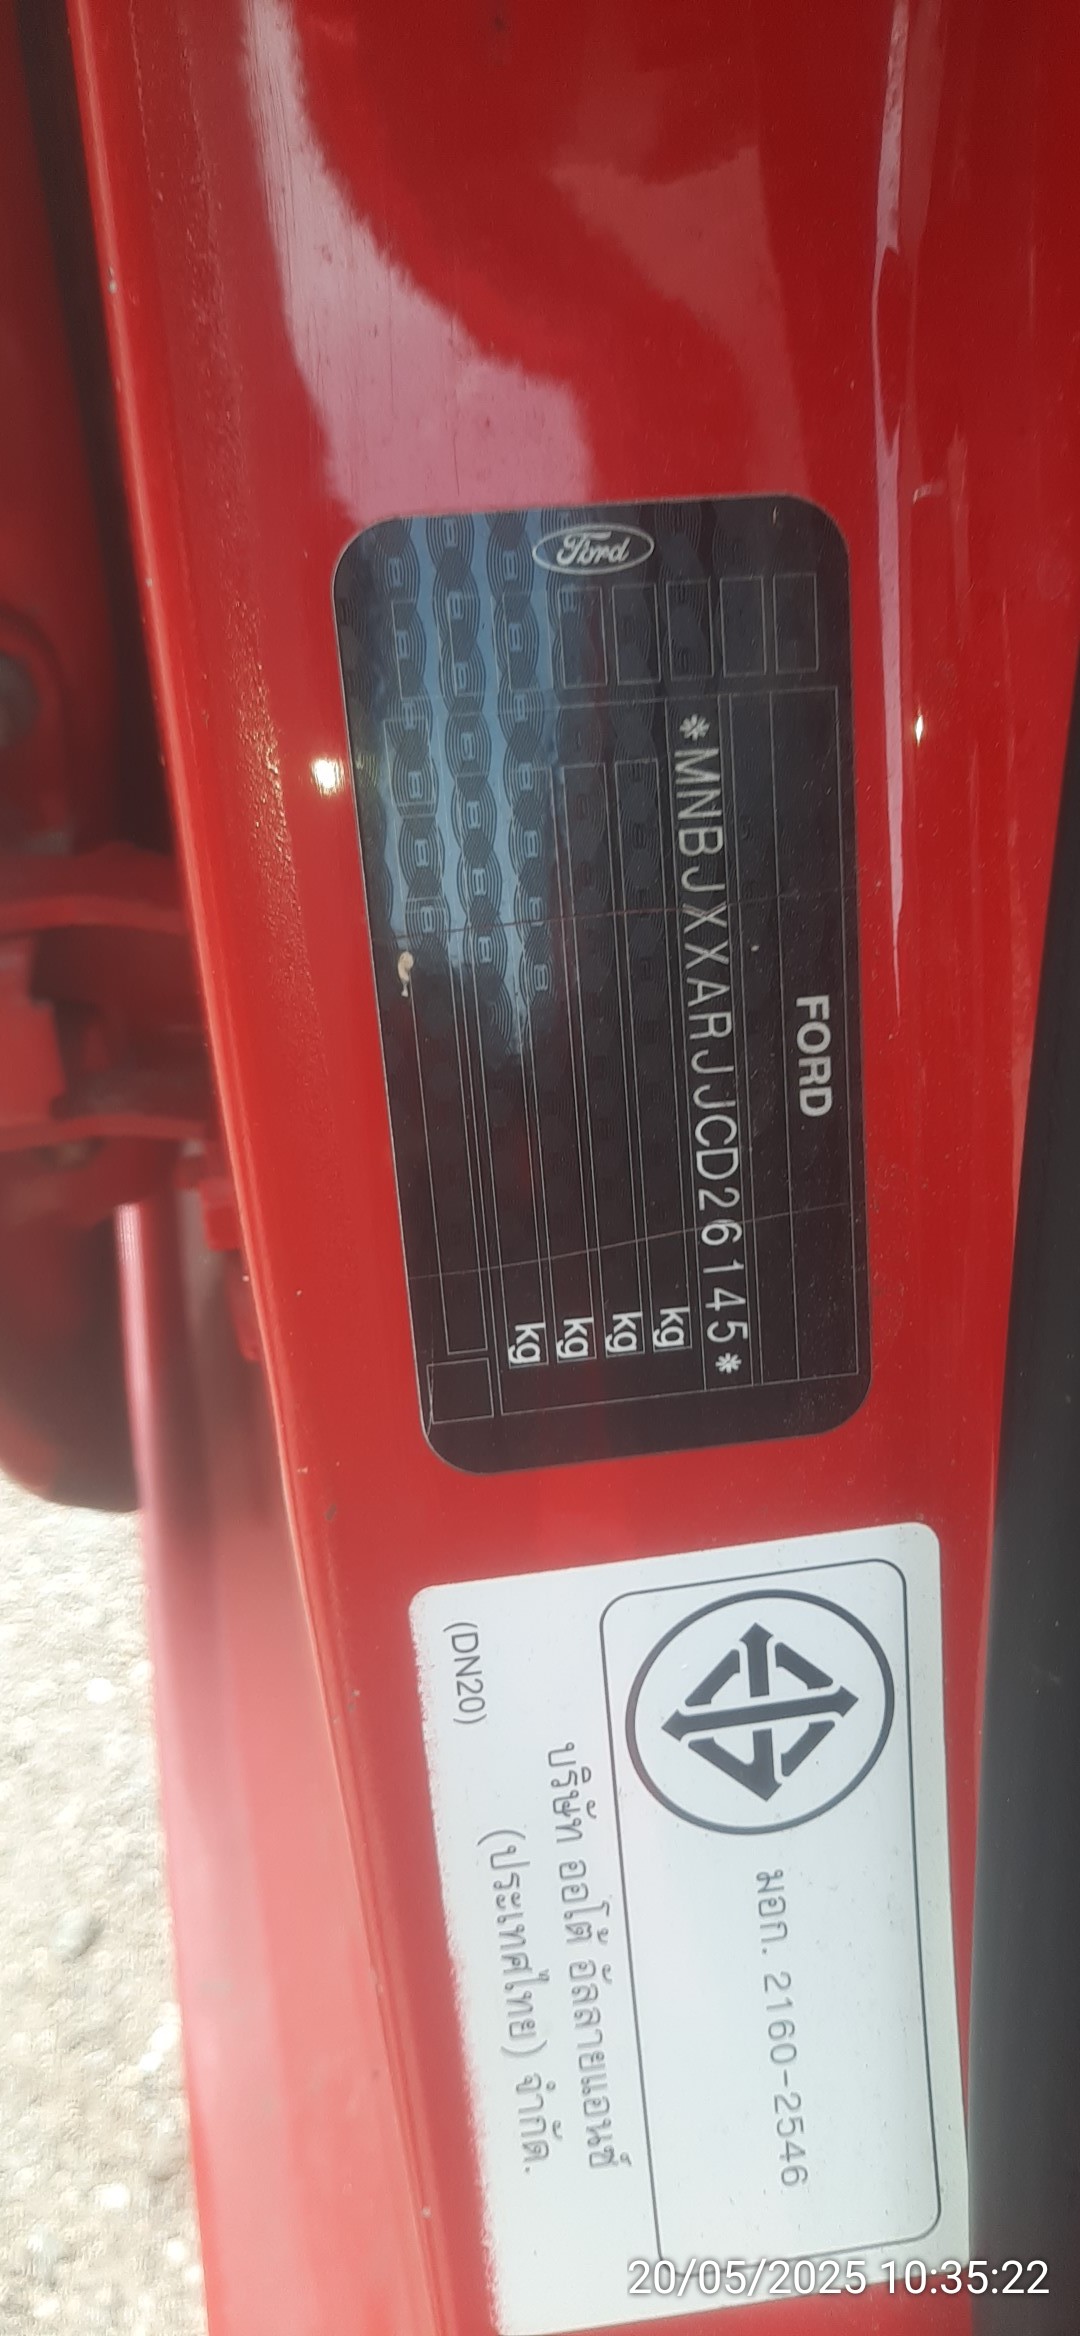 Ford
FORD
*MNBJXXARJJCD26145*
kg
kg
kg
kg
มอก. 2160-2546
บริษัท ออโต้ อัลลายแอนซ์
(ประเทศไทย) จำกัด.
(DN20)
20/05/2025 10:35:22